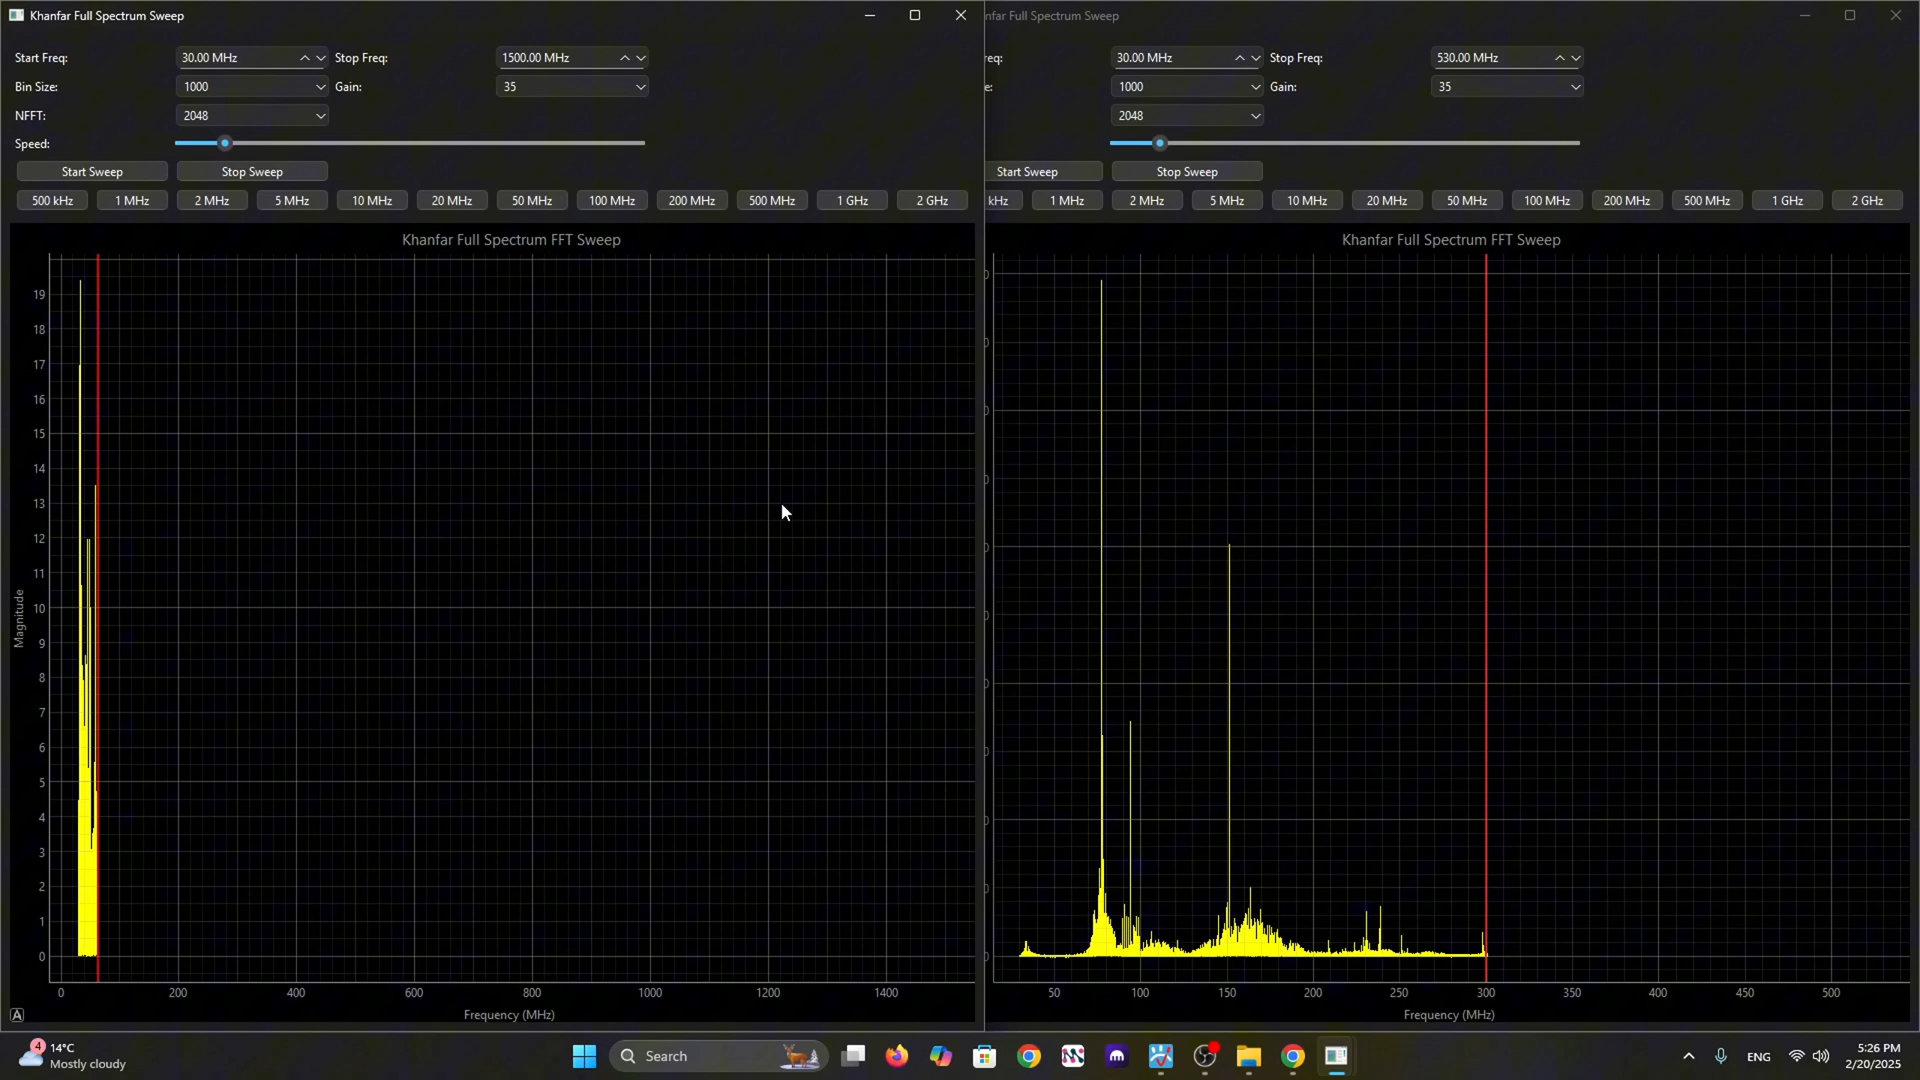 Khanfar Full Spectrum Sweep
Start Freq: 30.00 MHz Stop Freq: 1500.00 MHz
Bin Size: 1000 Gain: 35
NFFT: 2048
Speed:
Start Sweep Stop Sweep
500 kHz 1 MHz 2 MHz 5 MHz 10 MHz 20 MHz 50 MHz 100 MHz 200 MHz 500 MHz 1 GHz 2 GHz
Khanfar Full Spectrum FFT Sweep
19
18
17
16
15
14
13
12
11
10
9
8
7
6
5
4
3
2
1
0
Magnitude
0 200 400 600 800 1000 1200 1400
Frequency (MHz)
A
nfar Full Spectrum Sweep
req: 30.00 MHz Stop Freq: 530.00 MHz
e: 1000 Gain: 35
2048
Start Sweep Stop Sweep
kHz 1 MHz 2 MHz 5 MHz 10 MHz 20 MHz 50 MHz 100 MHz 200 MHz 500 MHz 1 GHz 2 GHz
Khanfar Full Spectrum FFT Sweep
50 100 150 200 250 300 350 400 450 500
Frequency (MHz)
4
14°C
Mostly cloudy
Search
ENG
5:26 PM
2/20/2025